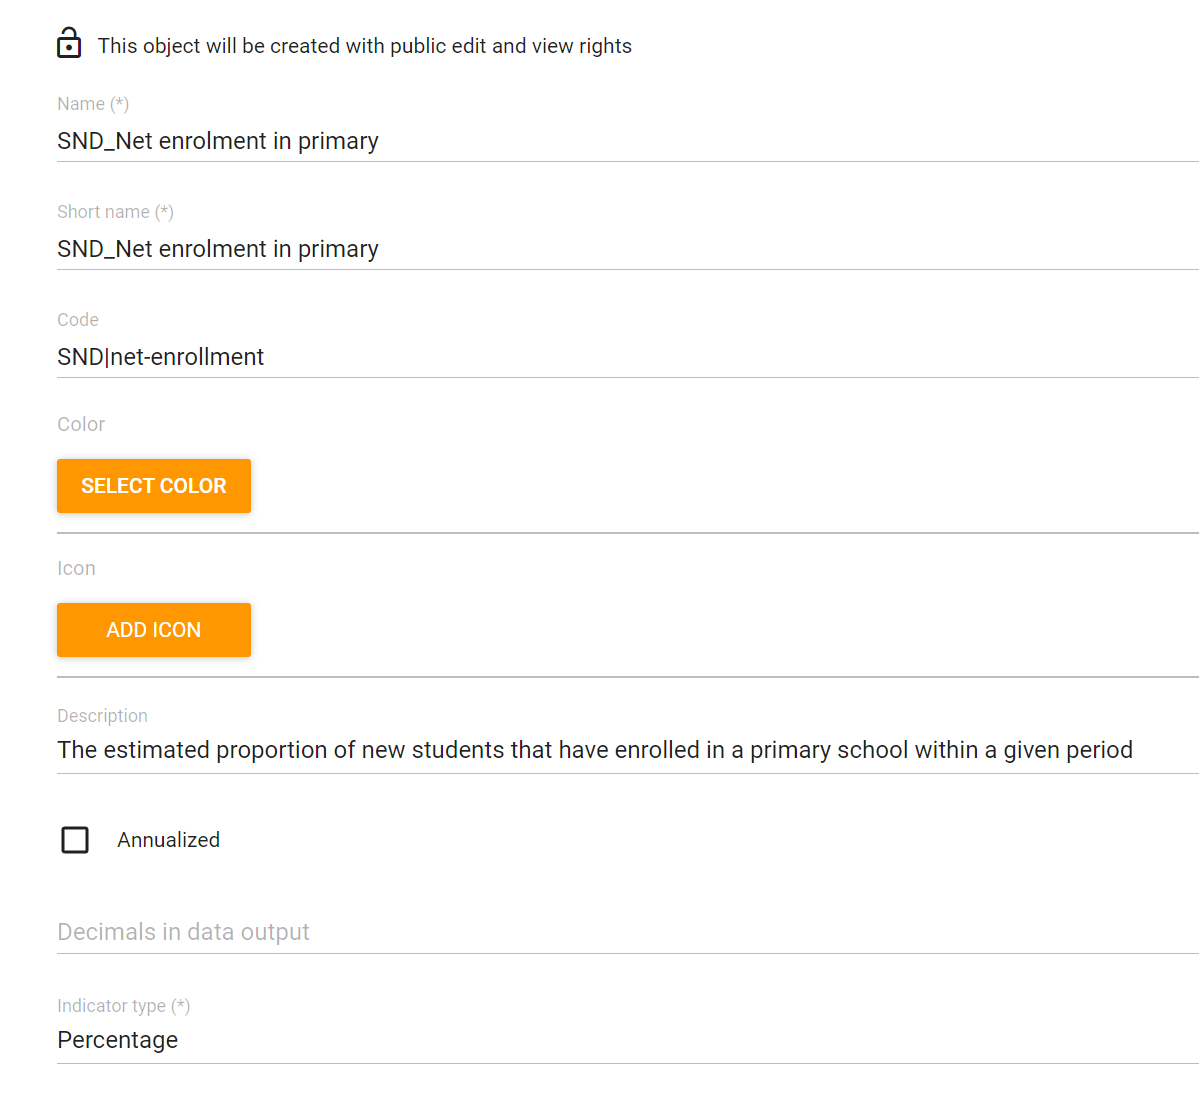 This object will be created with public edit and view rights
Name (*)
SND_Net enrolment in primary
Short name (*)
SND_Net enrolment in primary
Code
SND|net-enrollment
Color
SELECT COLOR
Icon
ADD ICON
Description
The estimated proportion of new students that have enrolled in a primary school within a given period
Annualized
Decimals in data output
Indicator type (*)
Percentage